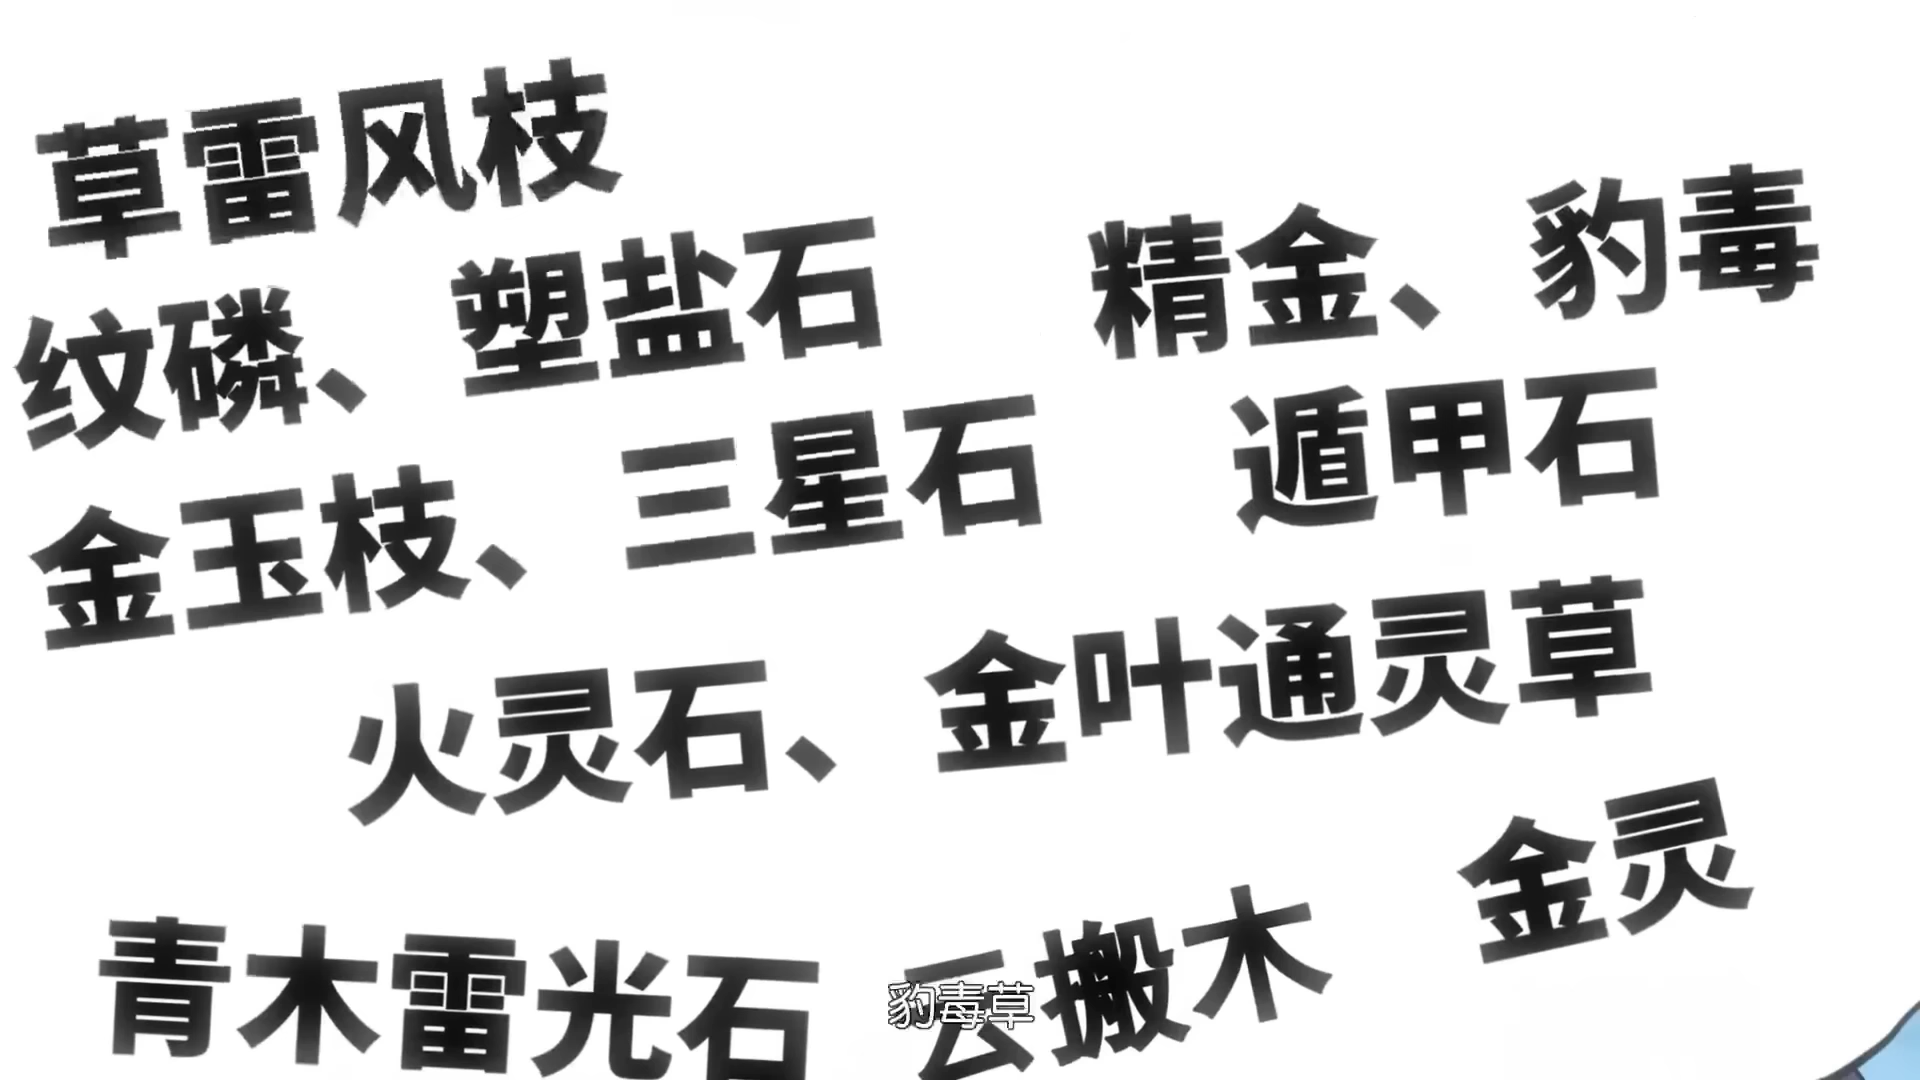 草雷风枝
纹磷、塑盐石
精金、豹毒
金玉枝、三星石
遁甲石
火灵石、金叶通灵草
金灵
青木雷光石
云搬木
豹毒草